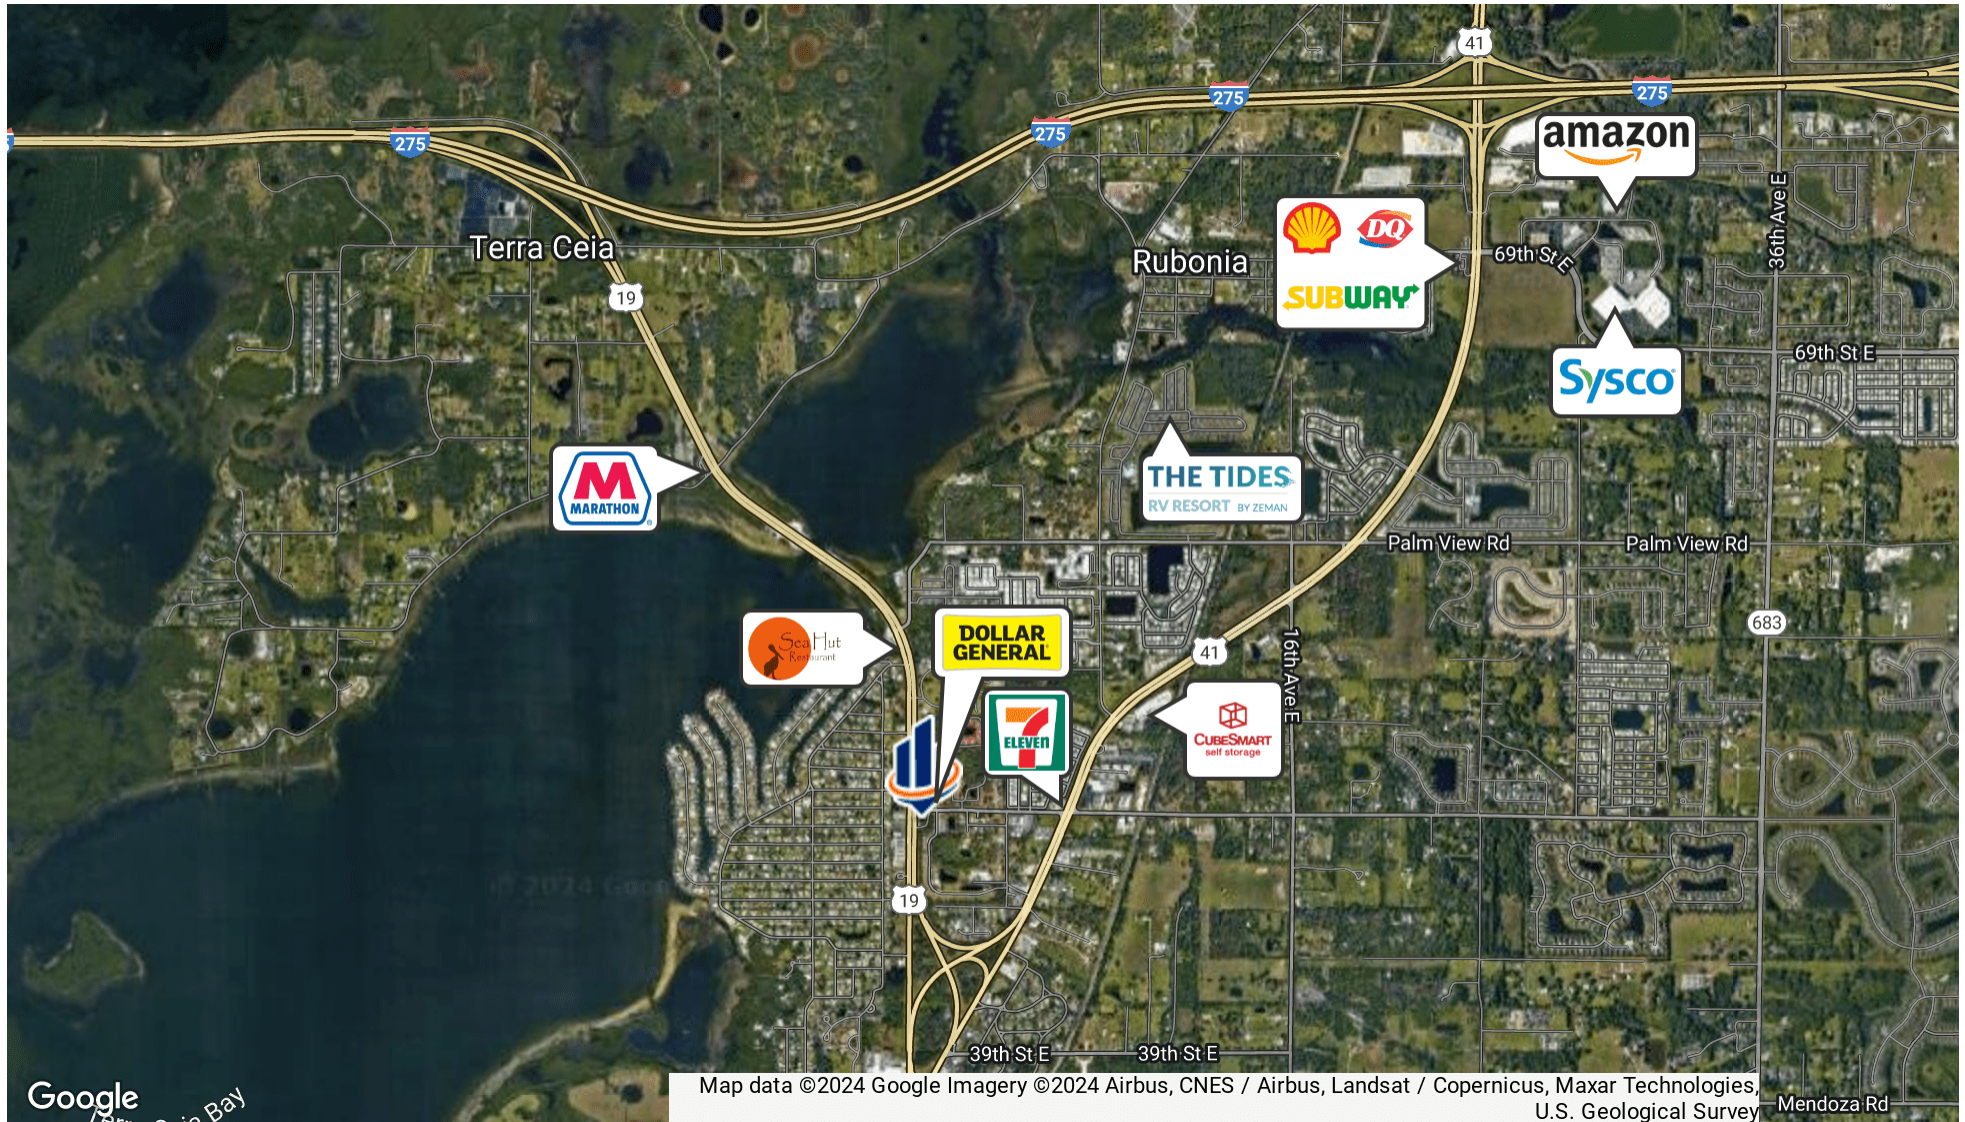 41
275
275
275
275
amazon
36th Ave E
DQ
SUBWAY
69th St E
Terra Ceia
Rubonia
19
69th St E
Sysco
M
MARATHON
THE TIDES
RV RESORT BY ZEMAN
Palm View Rd
Palm View Rd
683
Sea Hut
Restaurant
DOLLAR
GENERAL
41
16th Ave E
7
ELEVEN
CUBESMART
self storage
19
39th St E
39th St E
Google
Bay
Map data ©2024 Google Imagery ©2024 Airbus, CNES / Airbus, Landsat / Copernicus, Maxar Technologies,
U.S. Geological Survey
Mendoza Rd